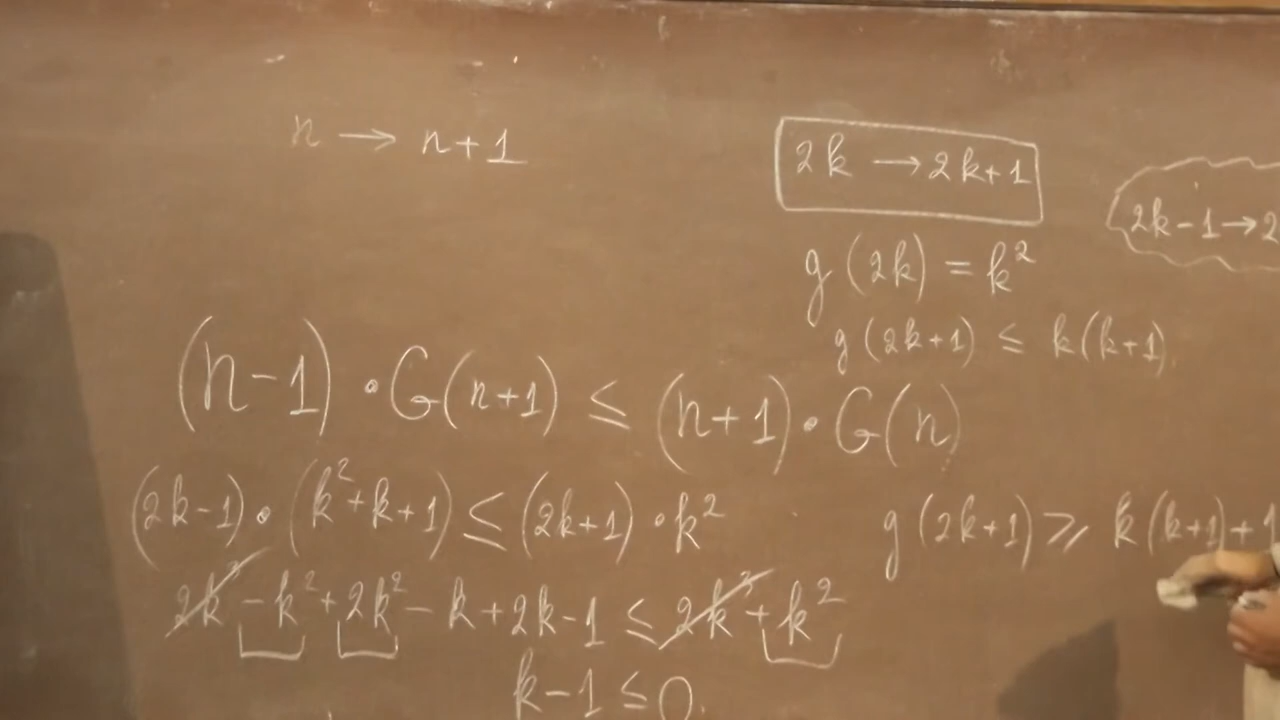 n → n+1
2k → 2k+1
2k-1→2
g(2k) = k²
g(2k+1) ≤ k(k+1)
(n-1)·G(n+1) ≤ (n+1)·G(n)
(2k-1)·(k²+k+1) ≤ (2k+1)·k²
g(2k+1) ⩾ k(k+1)+1
2k³-k²+2k²-k+2k-1 ≤ 2k³+k²
k-1 ≤ 0.